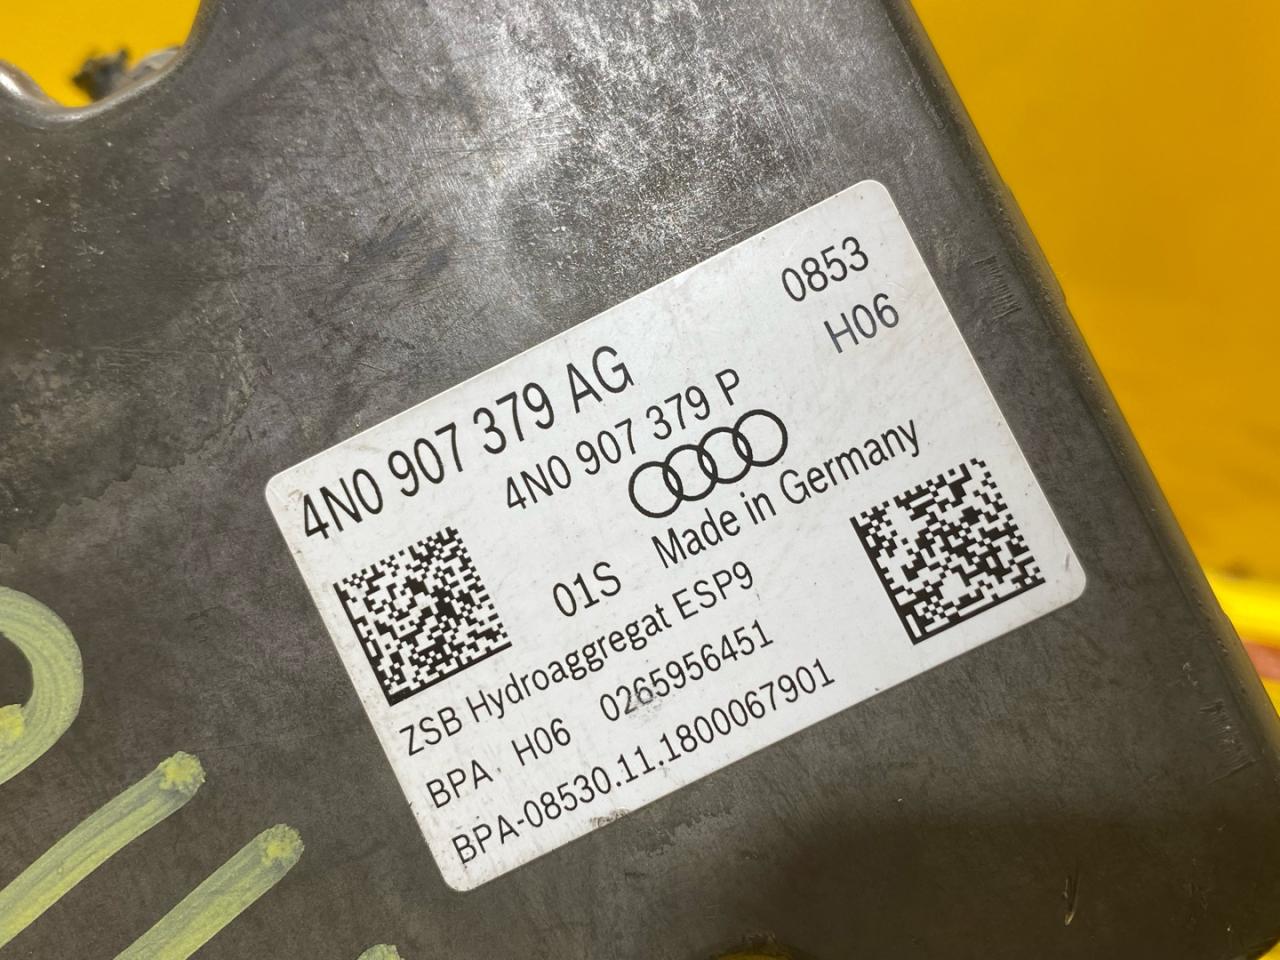 0853
H06
4N0 907 379 AG
4N0 907 379 P
01S Made in Germany
ZSB Hydroaggregat ESP9
BPA H06 0265956451
BPA-08530.11.1800067901